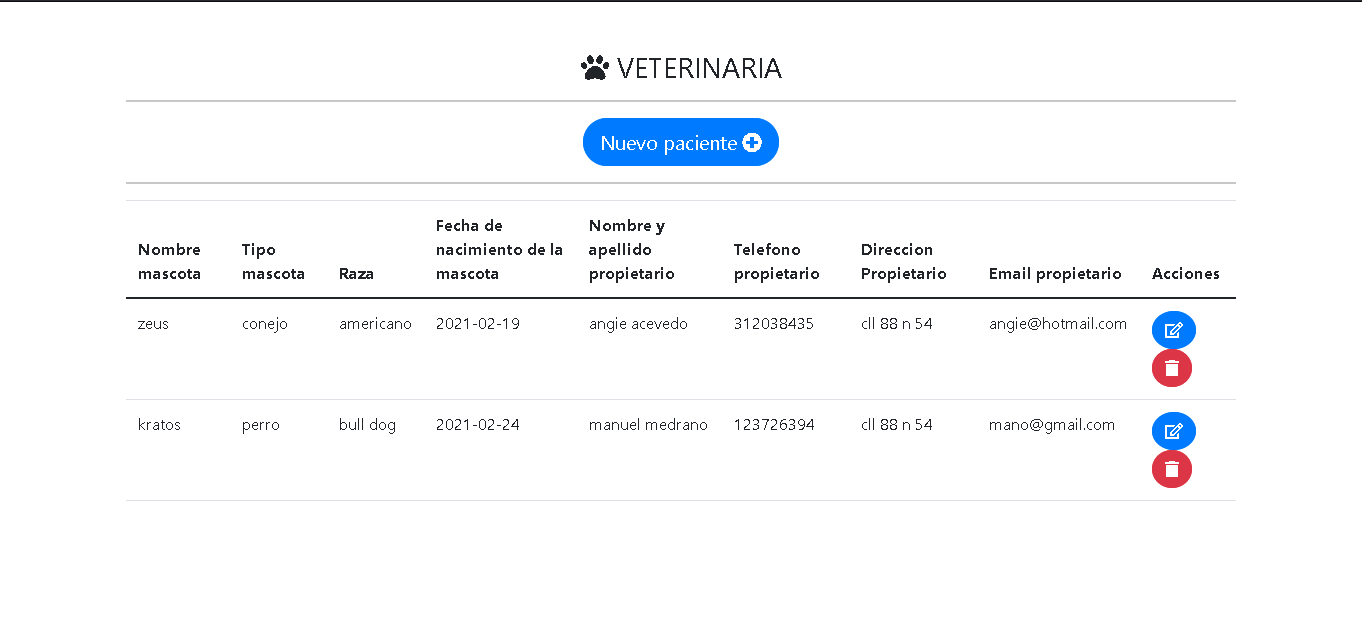 VETERINARIA
Nuevo paciente
Nombre mascota Tipo mascota Raza Fecha de nacimiento de la mascota Nombre y apellido propietario Telefono propietario Direccion Propietario Email propietario Acciones
zeus conejo americano 2021-02-19 angie acevedo 312038435 cll 88 n 54 angie@hotmail.com
kratos perro bull dog 2021-02-24 manuel medrano 123726394 cll 88 n 54 mano@gmail.com